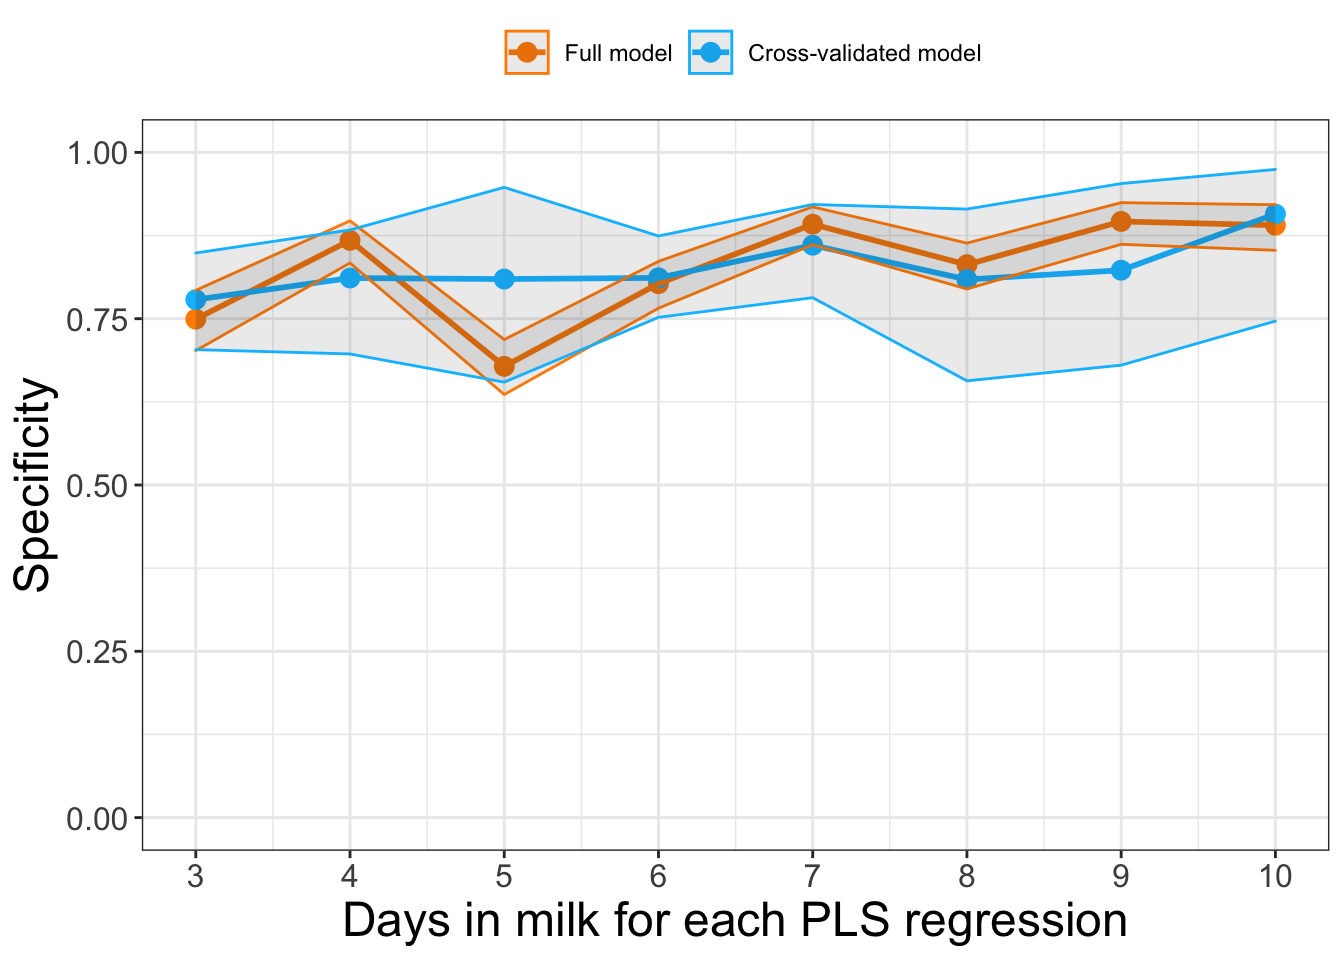 Full model
Cross-validated model
1.00
0.75
0.50
0.25
0.00
Specificity
3 4 5 6 7 8 9 10
Days in milk for each PLS regression